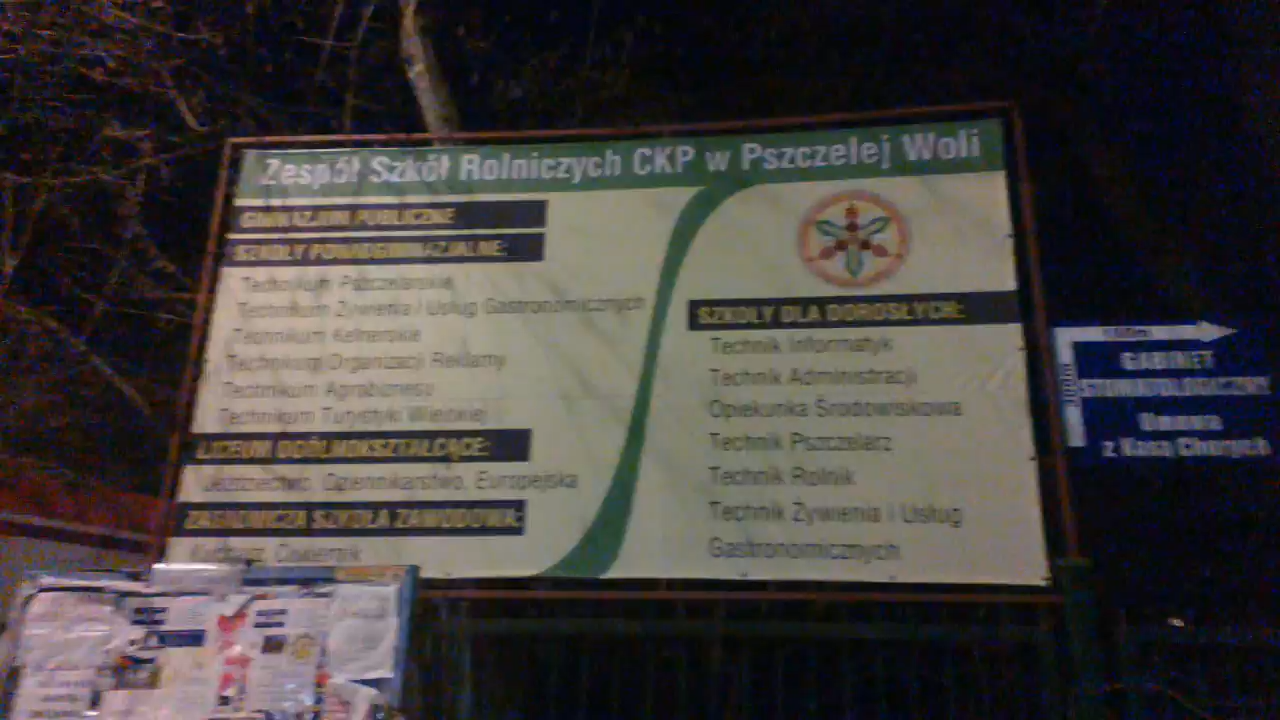 Zespół Szkół Rolniczych CKP w Pszczelej Woli
GIMNAZJUM PUBLICZNE
SZKOŁY PONADGIMNAZJALNE:
Technikum Pszczelarskie
Technikum Żywienia i Usług Gastronomicznych
Technikum Kelnerskie
Technikum Organizacji Reklamy
Technikum Agrobiznesu
Technikum Turystyki Wiejskiej
LICEUM OGÓLNOKSZTAŁCĄCE:
Jeździectwo, Dziennikarstwo, Europejska
ZASADNICZA SZKOŁA ZAWODOWA:
Kucharz, Cukiernik
SZKOŁY DLA DOROSŁYCH:
Technik Informatyk
Technik Administracji
Opiekunka Środowiskowa
Technik Pszczelarz
Technik Rolnik
Technik Żywienia i Usług
Gastronomicznych
GABINET
STOMATOLOGICZNY
Umowa
z Kasą Chorych